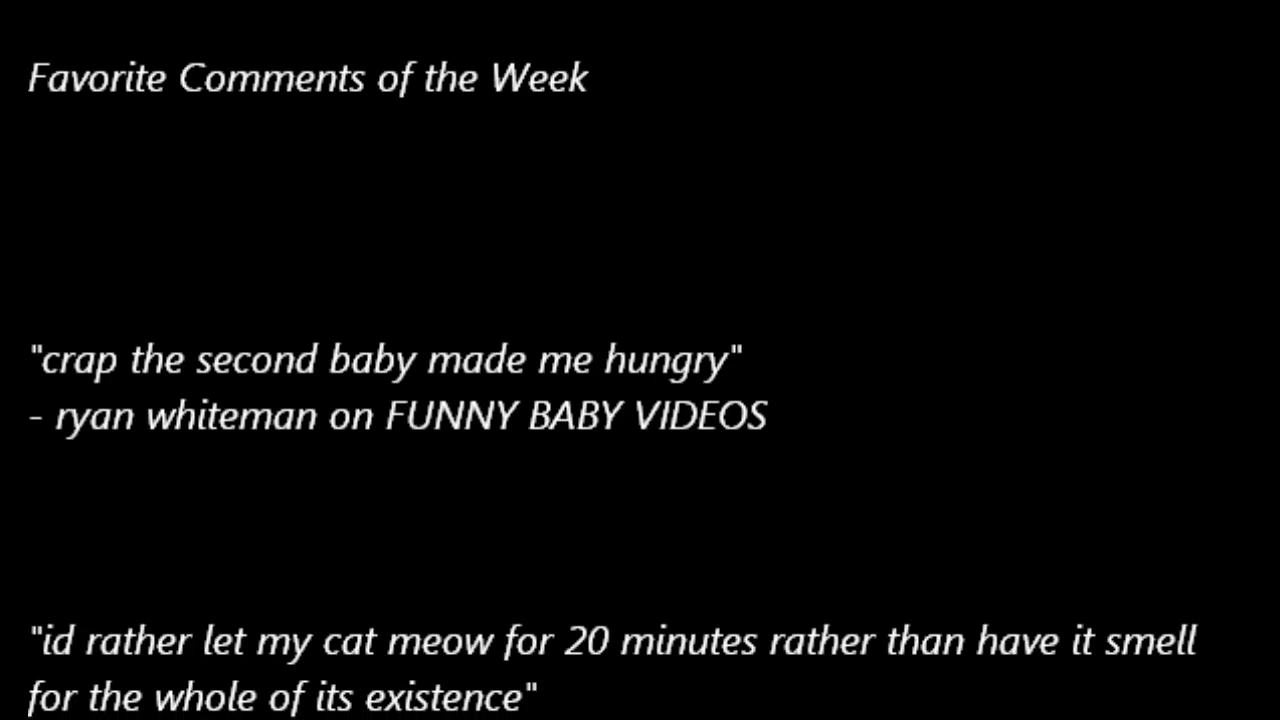 Favorite Comments of the Week
"crap the second baby made me hungry"
- ryan whiteman on FUNNY BABY VIDEOS
"id rather let my cat meow for 20 minutes rather than have it smell
for the whole of its existence"